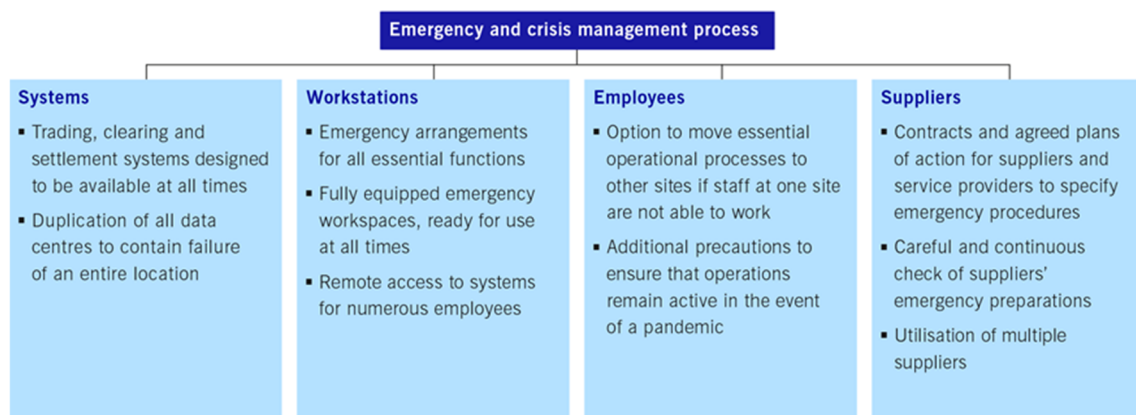 Emergency and crisis management process
Systems
▪ Trading, clearing and
settlement systems designed
to be available at all times
▪ Duplication of all data
centres to contain failure
of an entire location
Workstations
▪ Emergency arrangements
for all essential functions
▪ Fully equipped emergency
workspaces, ready for use
at all times
▪ Remote access to systems
for numerous employees
Employees
▪ Option to move essential
operational processes to
other sites if staff at one site
are not able to work
▪ Additional precautions to
ensure that operations
remain active in the event
of a pandemic
Suppliers
▪ Contracts and agreed plans
of action for suppliers and
service providers to specify
emergency procedures
▪ Careful and continuous
check of suppliers’
emergency preparations
▪ Utilisation of multiple
suppliers